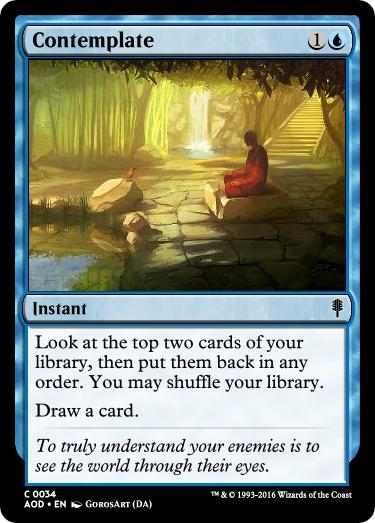 Contemplate 1
Instant
Look at the top two cards of your
library, then put them back in any
order. You may shuffle your library.
Draw a card.
To truly understand your enemies is to
see the world through their eyes.
C 0034
AOD • EN GorosArt (DA)
™ & © 1993-2016 Wizards of the Coast